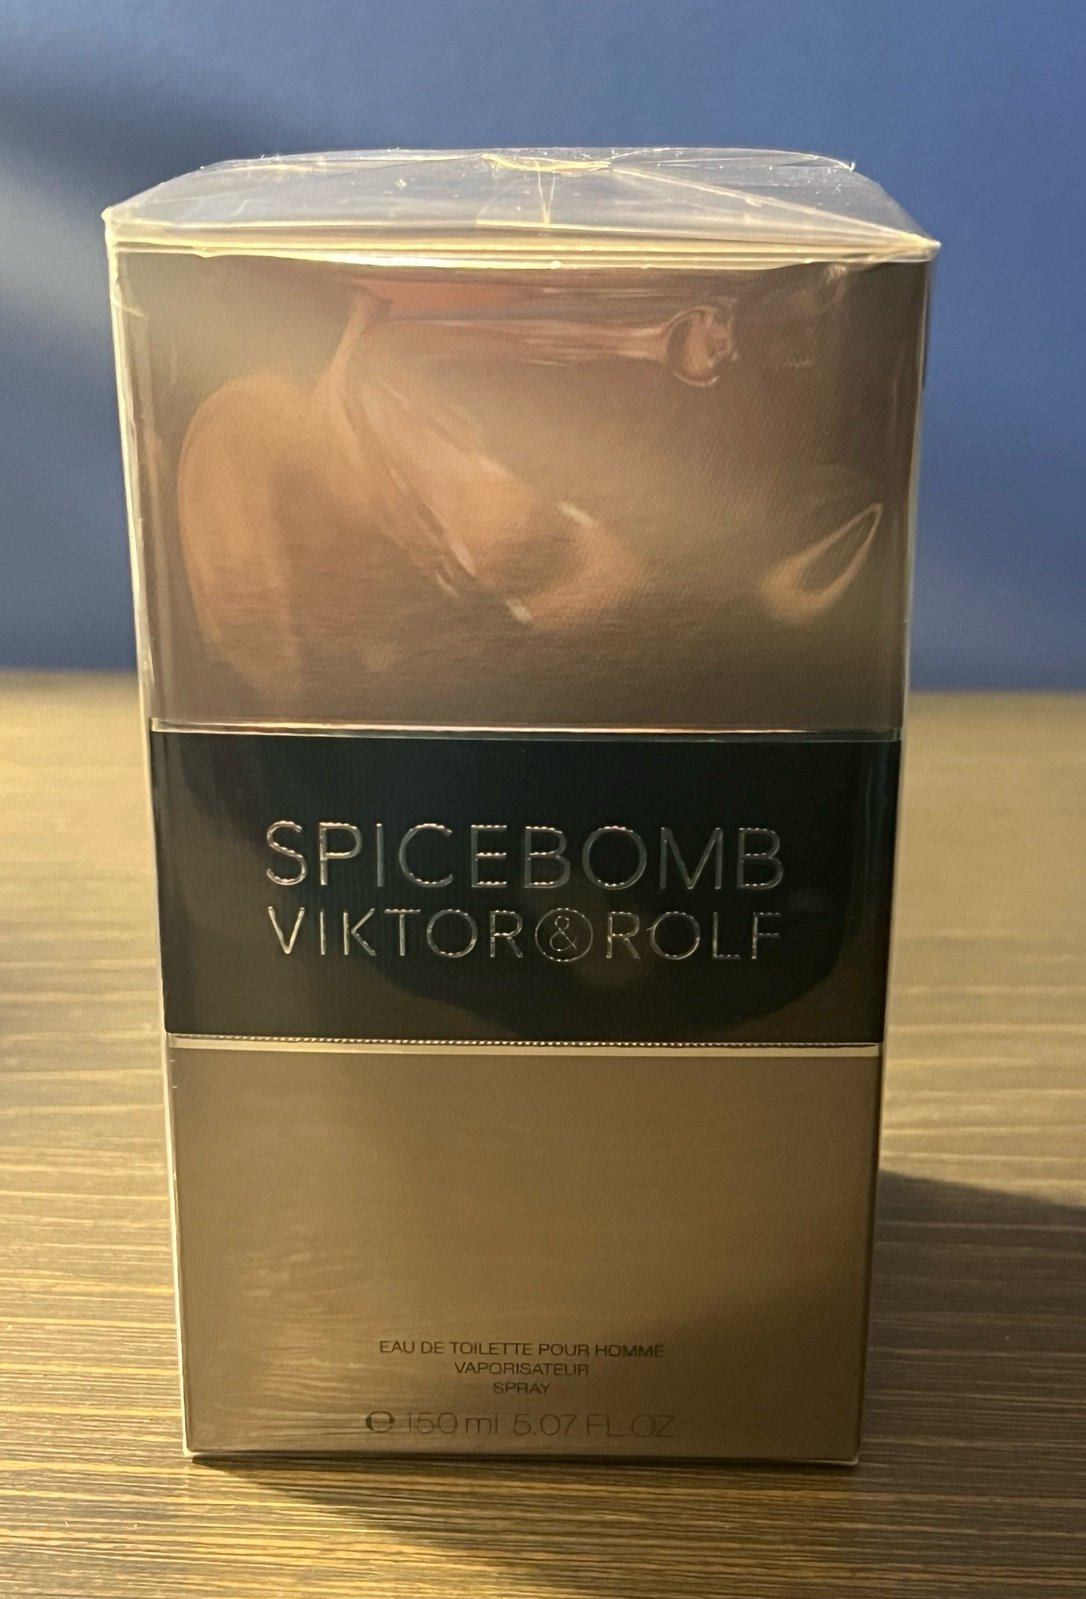 SPICEBOMB
VIKTOR&ROLF
EAU DE TOILETTE POUR HOMME
VAPORISATEUR
SPRAY
℮ 150 ml 5.07 FL OZ